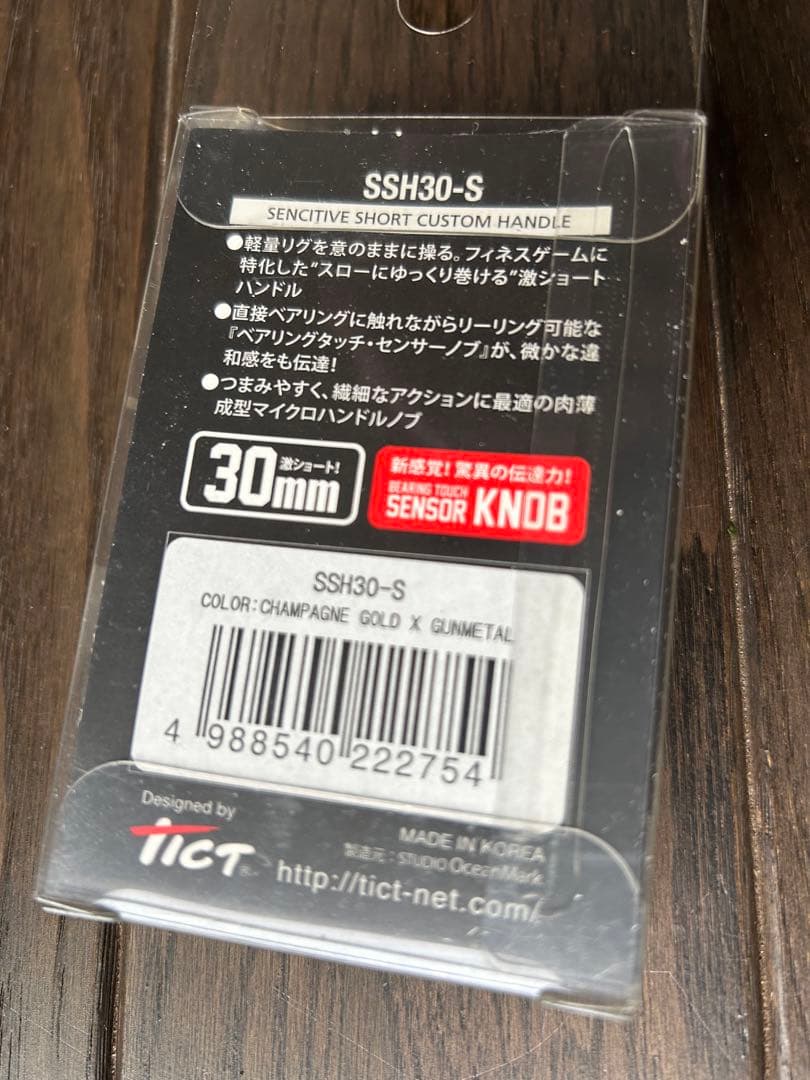 SSH30-S
SENCITIVE SHORT CUSTOM HANDLE
●軽量リグを意のままに操る。フィネスゲームに
特化した"スローにゆっくり巻ける"激ショート
ハンドル
●直接ベアリングに触れながらリーリング可能な
『ベアリングタッチ・センサーノブ』が、微かな違
和感をも伝達!
●つまみやすく、繊細なアクションに最適の肉薄
成型マイクロハンドルノブ
激ショート!
30mm
新感覚!驚異の伝達力!
BEARING TOUCH
SENSOR KNOB
SSH30-S
COLOR:CHAMPAGNE GOLD X GUNMETAL
4 988540 222754
Designed by
TICT®
MADE IN KOREA
製造元:STUDIO OceanMark
http://tict-net.com/